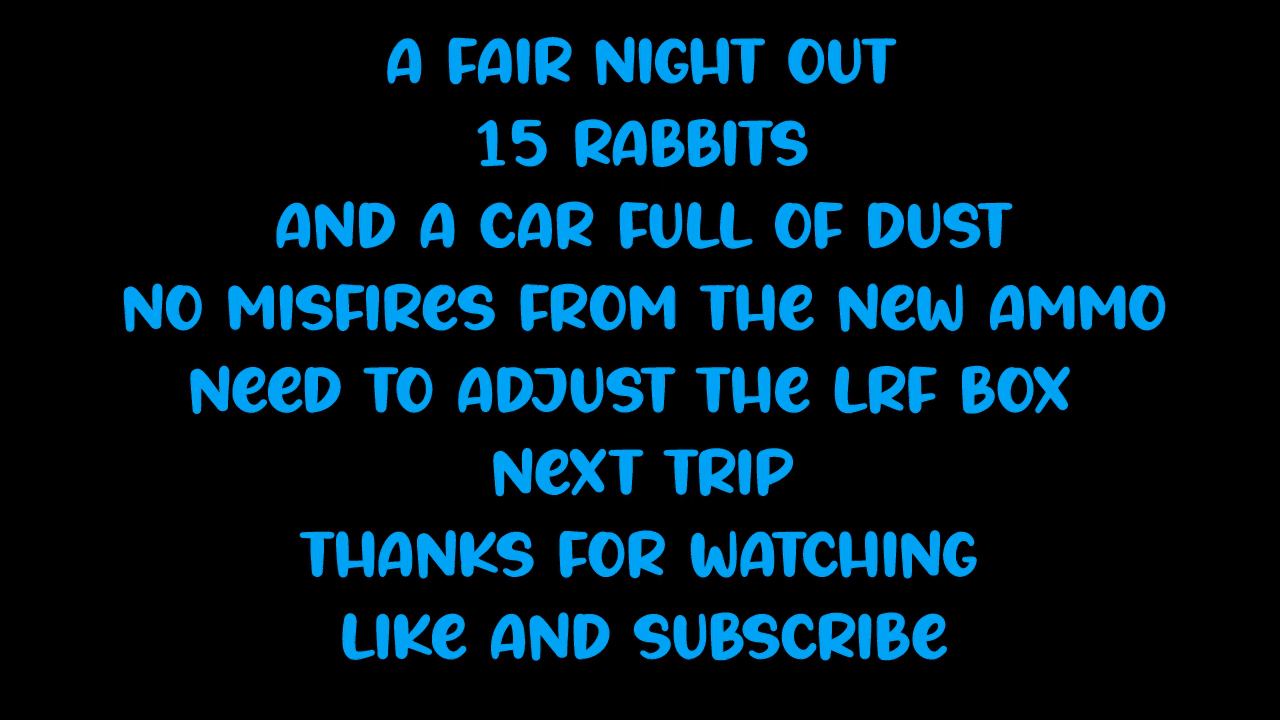 A FAIR NIGHT OUT
15 RABBITS
AND A CAR FULL OF DUST
NO MISFIRES FROM THE NEW AMMO
NEED TO ADJUST THE LRF BOX
NEXT TRIP
THANKS FOR WATCHING
LIKE AND SUBSCRIBE